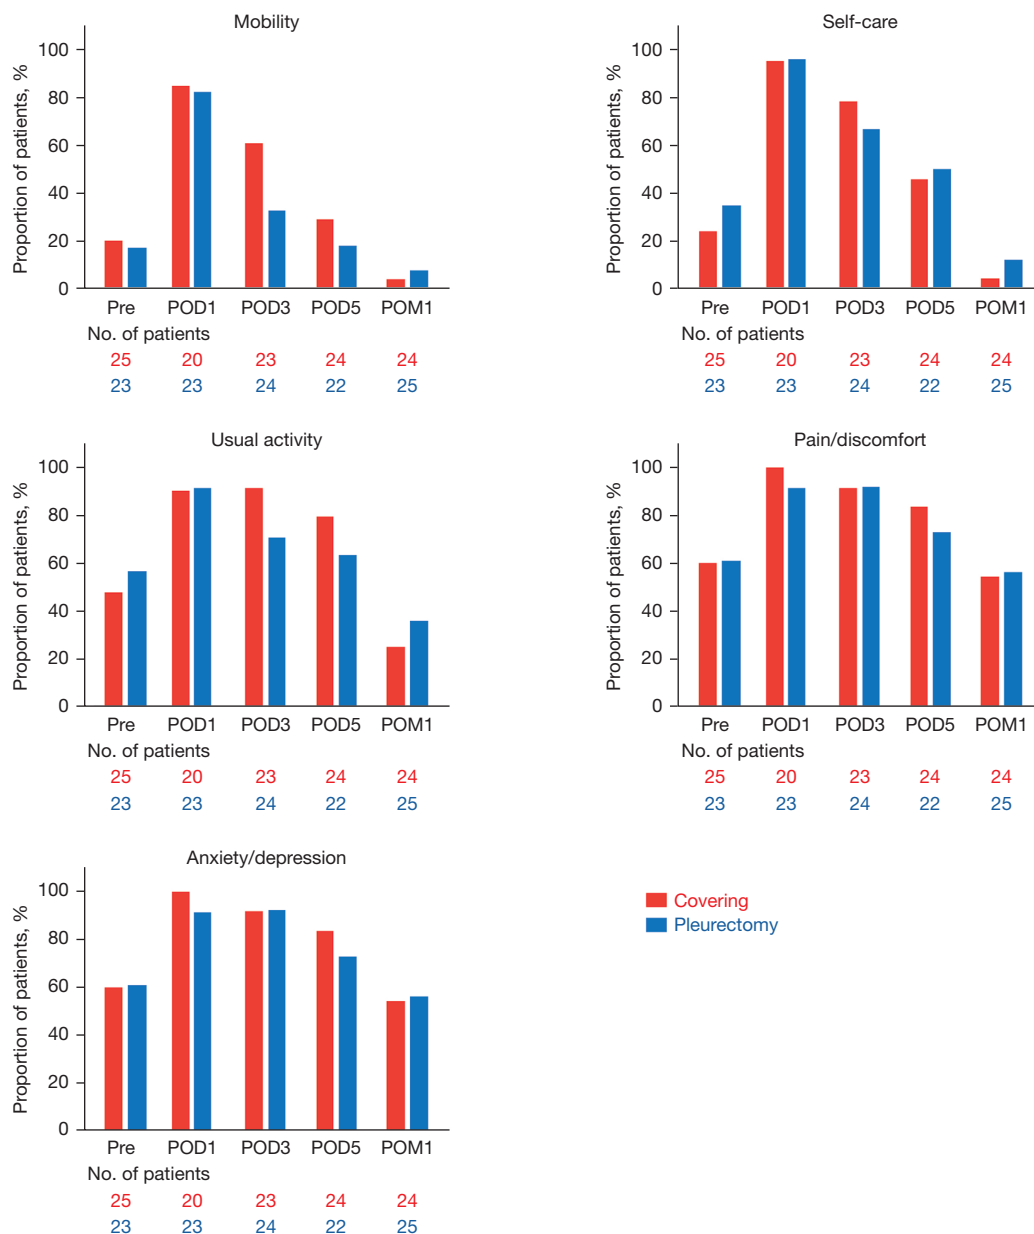 Mobility
Proportion of patients, %
100
80
60
40
20
0
Pre POD1 POD3 POD5 POM1
No. of patients
25 20 23 24 24
23 23 24 22 25
Self-care
Proportion of patients, %
100
80
60
40
20
0
Pre POD1 POD3 POD5 POM1
No. of patients
25 20 23 24 24
23 23 24 22 25
Usual activity
Proportion of patients, %
100
80
60
40
20
0
Pre POD1 POD3 POD5 POM1
No. of patients
25 20 23 24 24
23 23 24 22 25
Pain/discomfort
Proportion of patients, %
100
80
60
40
20
0
Pre POD1 POD3 POD5 POM1
No. of patients
25 20 23 24 24
23 23 24 22 25
Anxiety/depression
Proportion of patients, %
100
80
60
40
20
0
Pre POD1 POD3 POD5 POM1
No. of patients
25 20 23 24 24
23 23 24 22 25
Covering
Pleurectomy